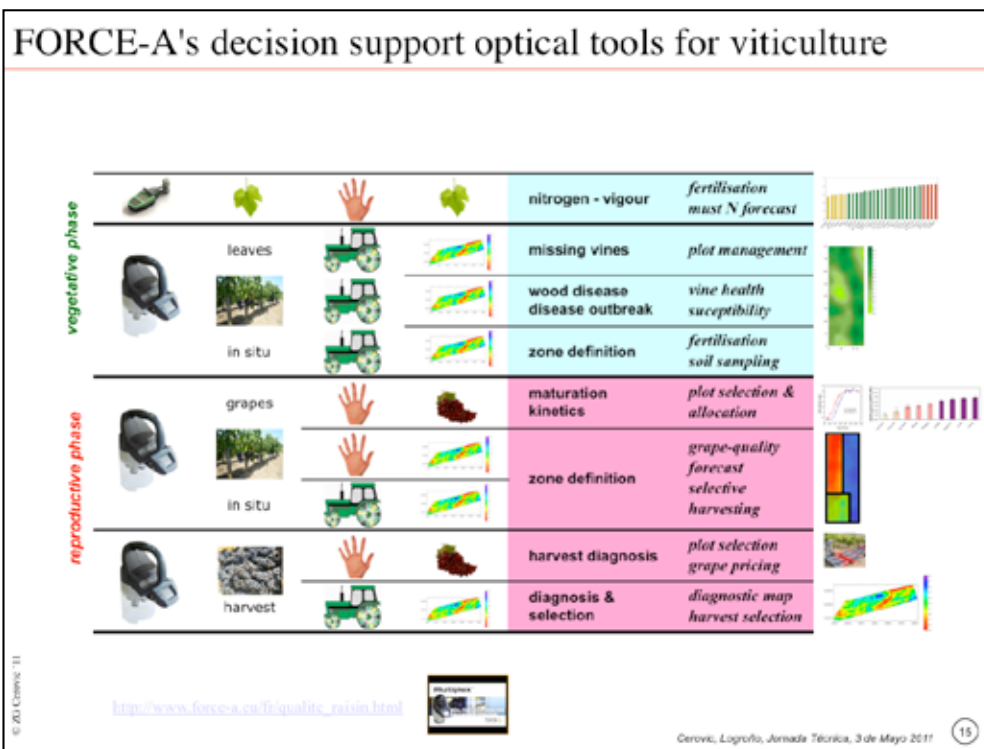 FORCE-A's decision support optical tools for viticulture
vegetative phase
nitrogen - vigour
fertilisation
must N forecast
leaves
in situ
missing vines
plot management
wood disease
disease outbreak
vine health
suceptibility
zone definition
fertilisation
soil sampling
reproductive phase
grapes
in situ
maturation
kinetics
plot selection &
allocation
zone definition
grape-quality
forecast
selective
harvesting
harvest
harvest diagnosis
plot selection
grape pricing
diagnosis &
selection
diagnostic map
harvest selection
© ZG Cerovic '11
http://www.force-a.eu/fr/qualite_raisin.html
Multiplex
Cerovic, Logroño, Jornada Técnica, 3 de Mayo 2011
15